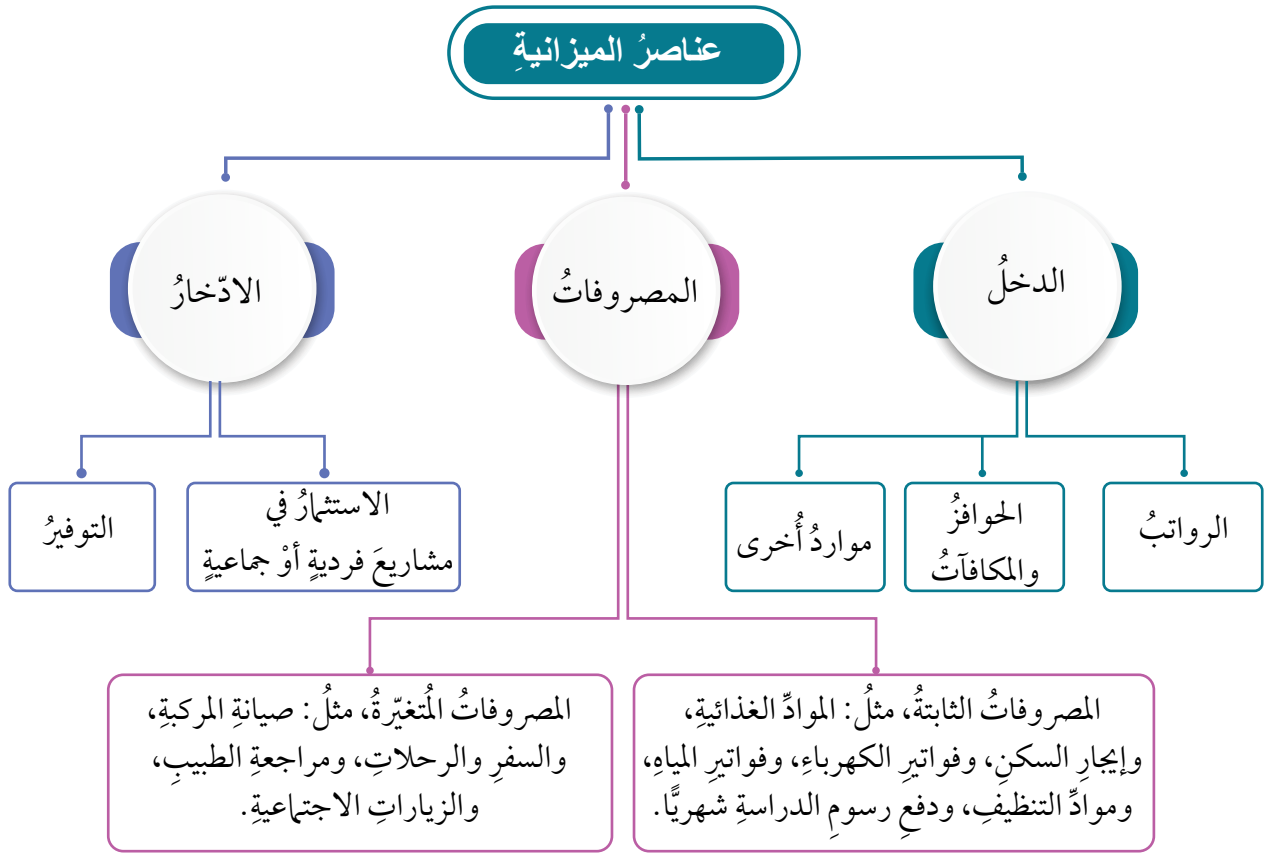 عناصرُ الميزانيةِ
الدخلُ
المصروفاتُ
الادّخارُ
الرواتبُ
الحوافزُ
والمكافآتُ
مواردُ أُخرى
الاستثمارُ في
مشاريعَ فرديةٍ أوْ جماعيةٍ
التوفيرُ
المصروفاتُ الثابتةُ، مثلُ: الموادِّ الغذائيةِ،
وإيجارِ السكنِ، وفواتيرِ الكهرباءِ، وفواتيرِ المياهِ،
وموادِّ التنظيفِ، ودفعِ رسومِ الدراسةِ شهريًّا.
المصروفاتُ المُتغيّرةُ، مثلُ: صيانةِ المركبةِ،
والسفرِ والرحلاتِ، ومراجعةِ الطبيبِ،
والزياراتِ الاجتماعيةِ.